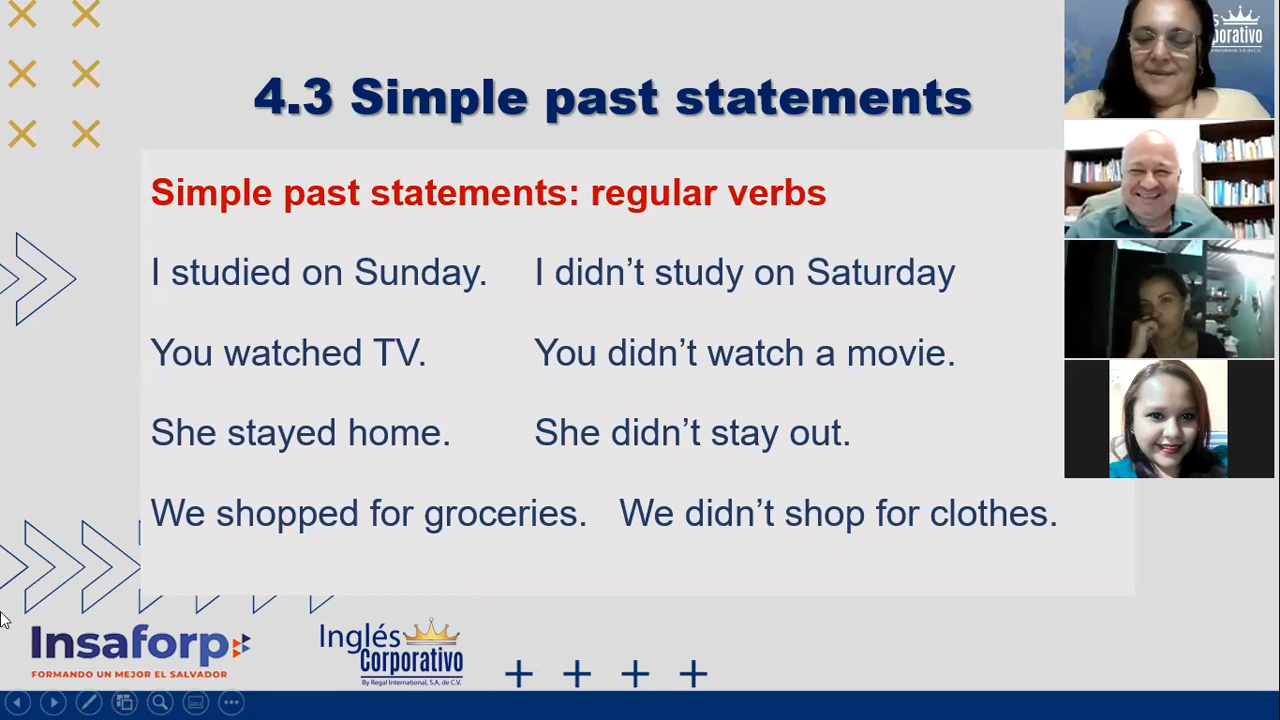 4.3 Simple past statements
Simple past statements: regular verbs
I studied on Sunday. I didn’t study on Saturday
You watched TV. You didn’t watch a movie.
She stayed home. She didn’t stay out.
We shopped for groceries. We didn’t shop for clothes.
Insaforp
FORMANDO UN MEJOR EL SALVADOR
Inglés
Corporativo
By Regal International, S.A. de C.V.